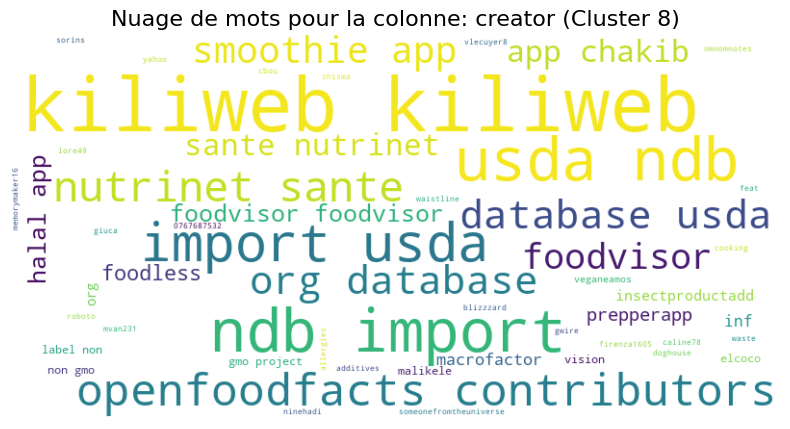 Nuage de mots pour la colonne: creator (Cluster 8)
sorins
smoothie app
vlecuyer8
app chakib
omnomnotes
yahoo
cbou
shisma
kiliweb kiliweb
lore49
sante nutrinet
usda ndb
memorymaker16
halal app
nutrinet sante
waistline
feat
giuca
foodvisor foodvisor
0767687532
database usda
import usda
foodvisor
cooking
foodless
org database
veganeamos
org
insectproductadd
roboto
mvan231
ndb import
blizzzard
prepperapp
inf
gwire
waste
label non
allergies
firenza1605
caline78
doghouse
non gmo
gmo project
additives
macrofactor
malikele
vision
elcoco
openfoodfacts contributors
ninehadi
someonefromtheuniverse